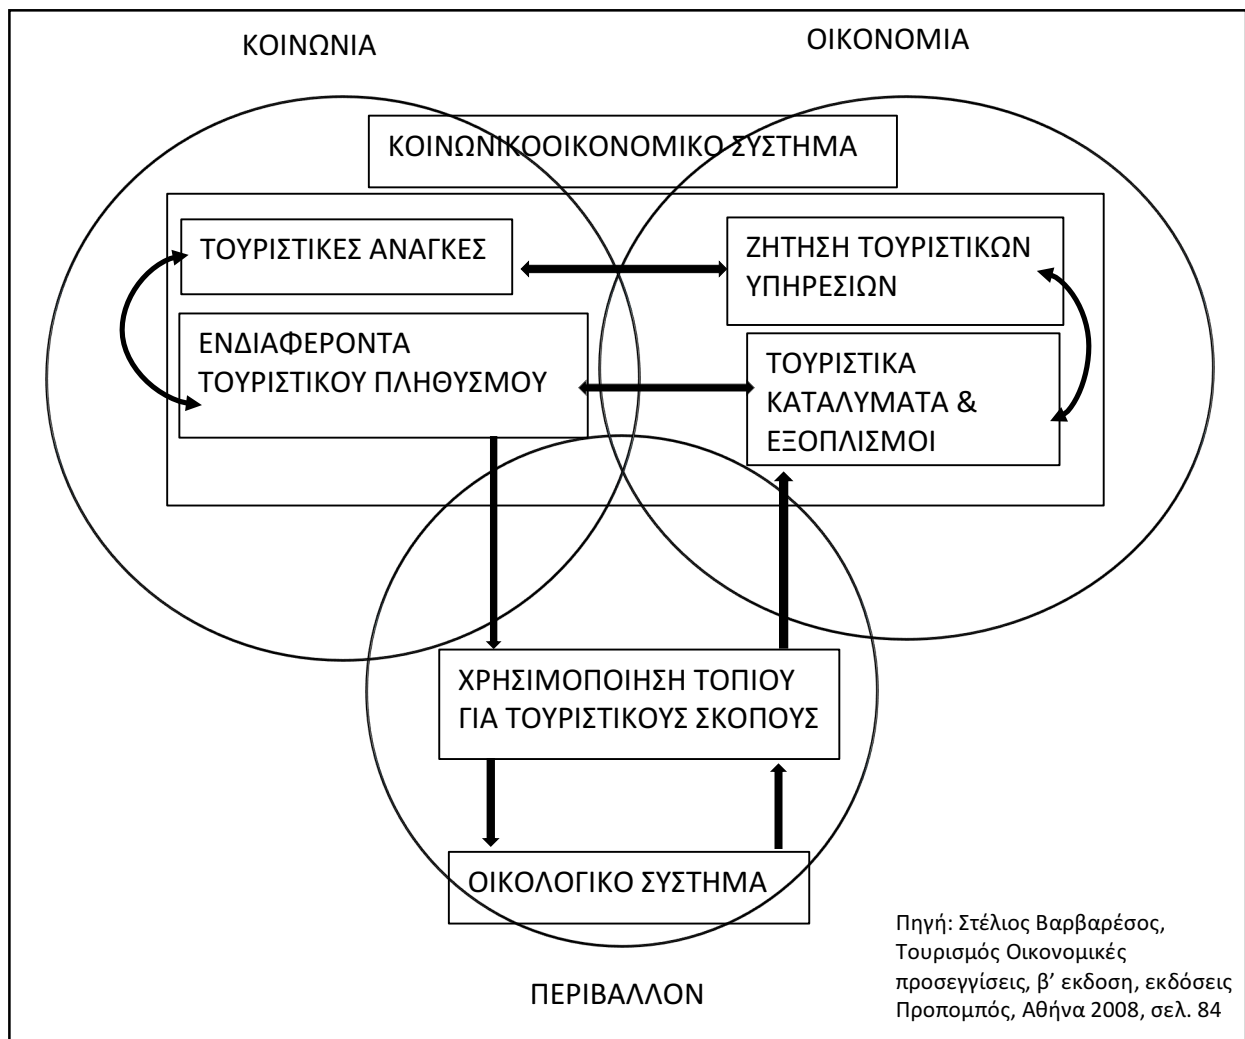 ΚΟΙΝΩΝΙΑ
ΟΙΚΟΝΟΜΙΑ
ΚΟΙΝΩΝΙΚΟΟΙΚΟΝΟΜΙΚΟ ΣΥΣΤΗΜΑ
ΤΟΥΡΙΣΤΙΚΕΣ ΑΝΑΓΚΕΣ
ΖΗΤΗΣΗ ΤΟΥΡΙΣΤΙΚΩΝ
ΥΠΗΡΕΣΙΩΝ
ΕΝΔΙΑΦΕΡΟΝΤΑ
ΤΟΥΡΙΣΤΙΚΟΥ ΠΛΗΘΥΣΜΟΥ
ΤΟΥΡΙΣΤΙΚΑ
ΚΑΤΑΛΥΜΑΤΑ &
ΕΞΟΠΛΙΣΜΟΙ
ΧΡΗΣΙΜΟΠΟΙΗΣΗ ΤΟΠΙΟΥ
ΓΙΑ ΤΟΥΡΙΣΤΙΚΟΥΣ ΣΚΟΠΟΥΣ
ΟΙΚΟΛΟΓΙΚΟ ΣΥΣΤΗΜΑ
ΠΕΡΙΒΑΛΛΟΝ
Πηγή: Στέλιος Βαρβαρέσος,
Τουρισμός Οικονομικές
προσεγγίσεις, β’ εκδοση, εκδόσεις
Προπομπός, Αθήνα 2008, σελ. 84